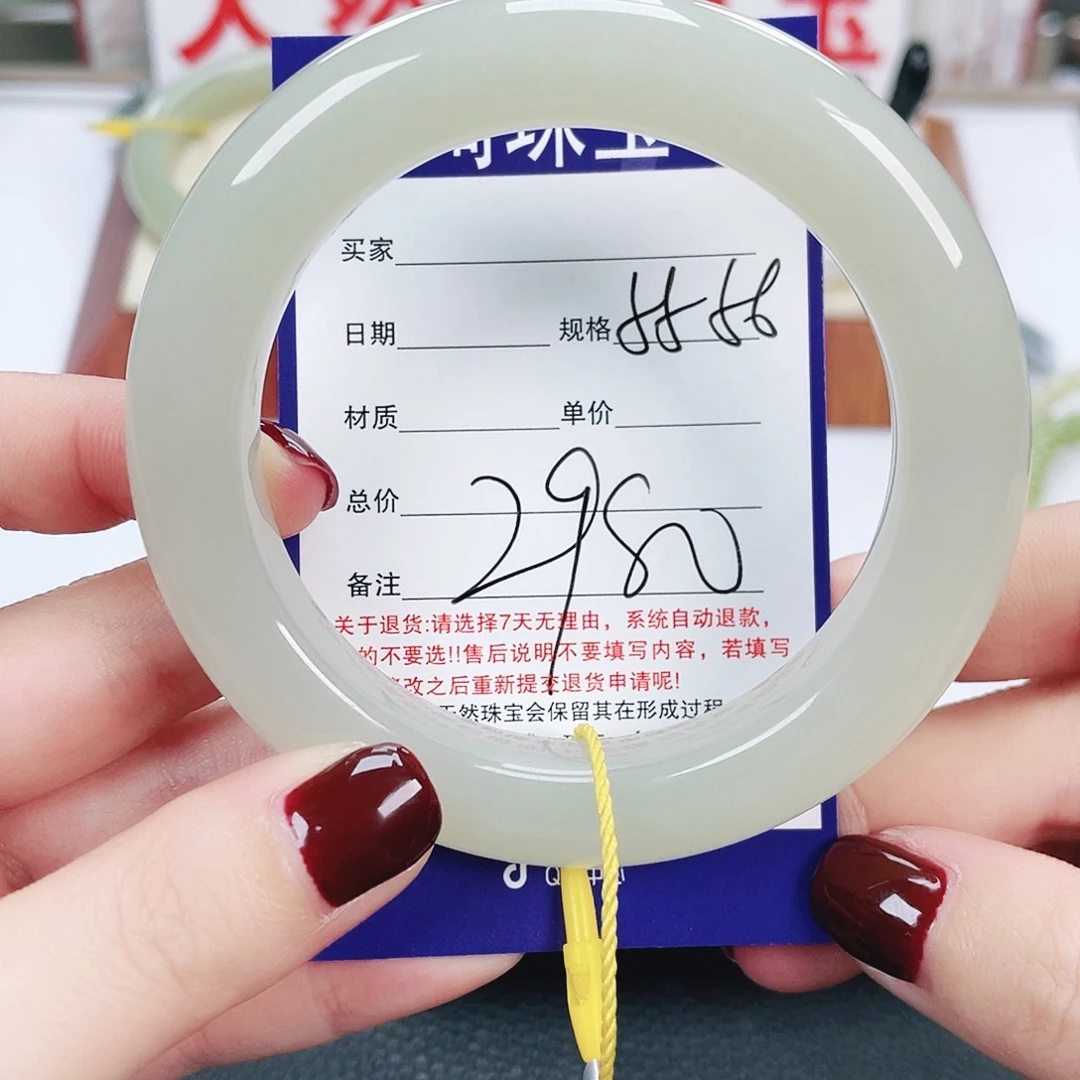 天然 玉
珠宝
买家
日期 规格
材质 单价
总价
2980
备注
关于退货:请选择7天无理由，系统自动退款，
的不要选!!售后说明不要填写内容，若填写
改之后重新提交退货申请呢!
天然珠宝会保留其在形成过程